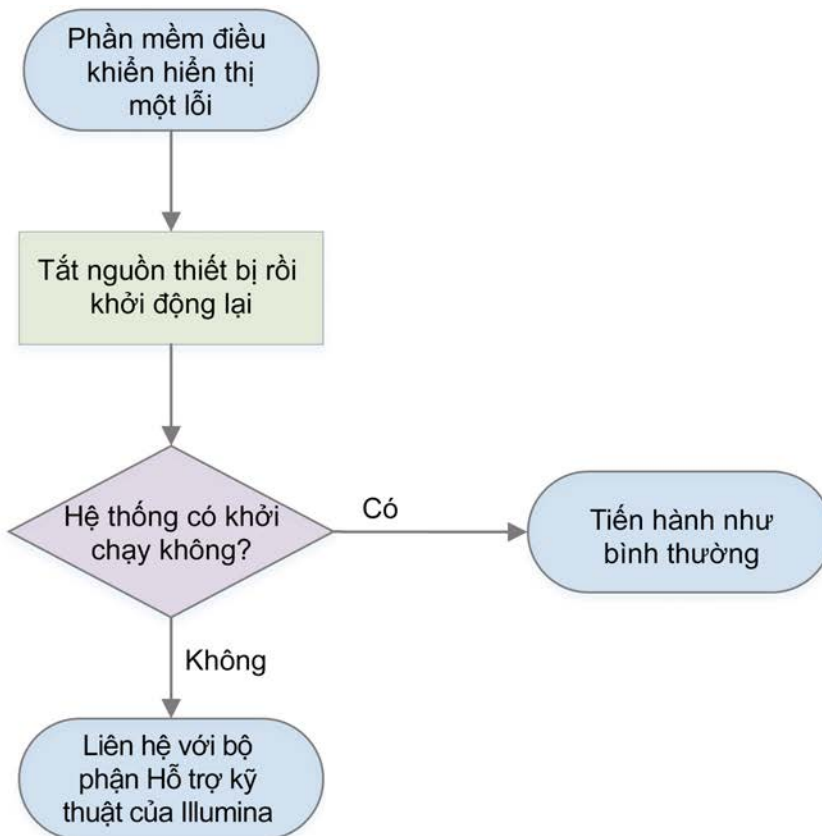 Phần mềm điều
khiển hiển thị
một lỗi
Tắt nguồn thiết bị rồi
khởi động lại
Hệ thống có khởi
chạy không?
Có
Tiến hành như
bình thường
Không
Liên hệ với bộ
phận Hỗ trợ kỹ
thuật của Illumina